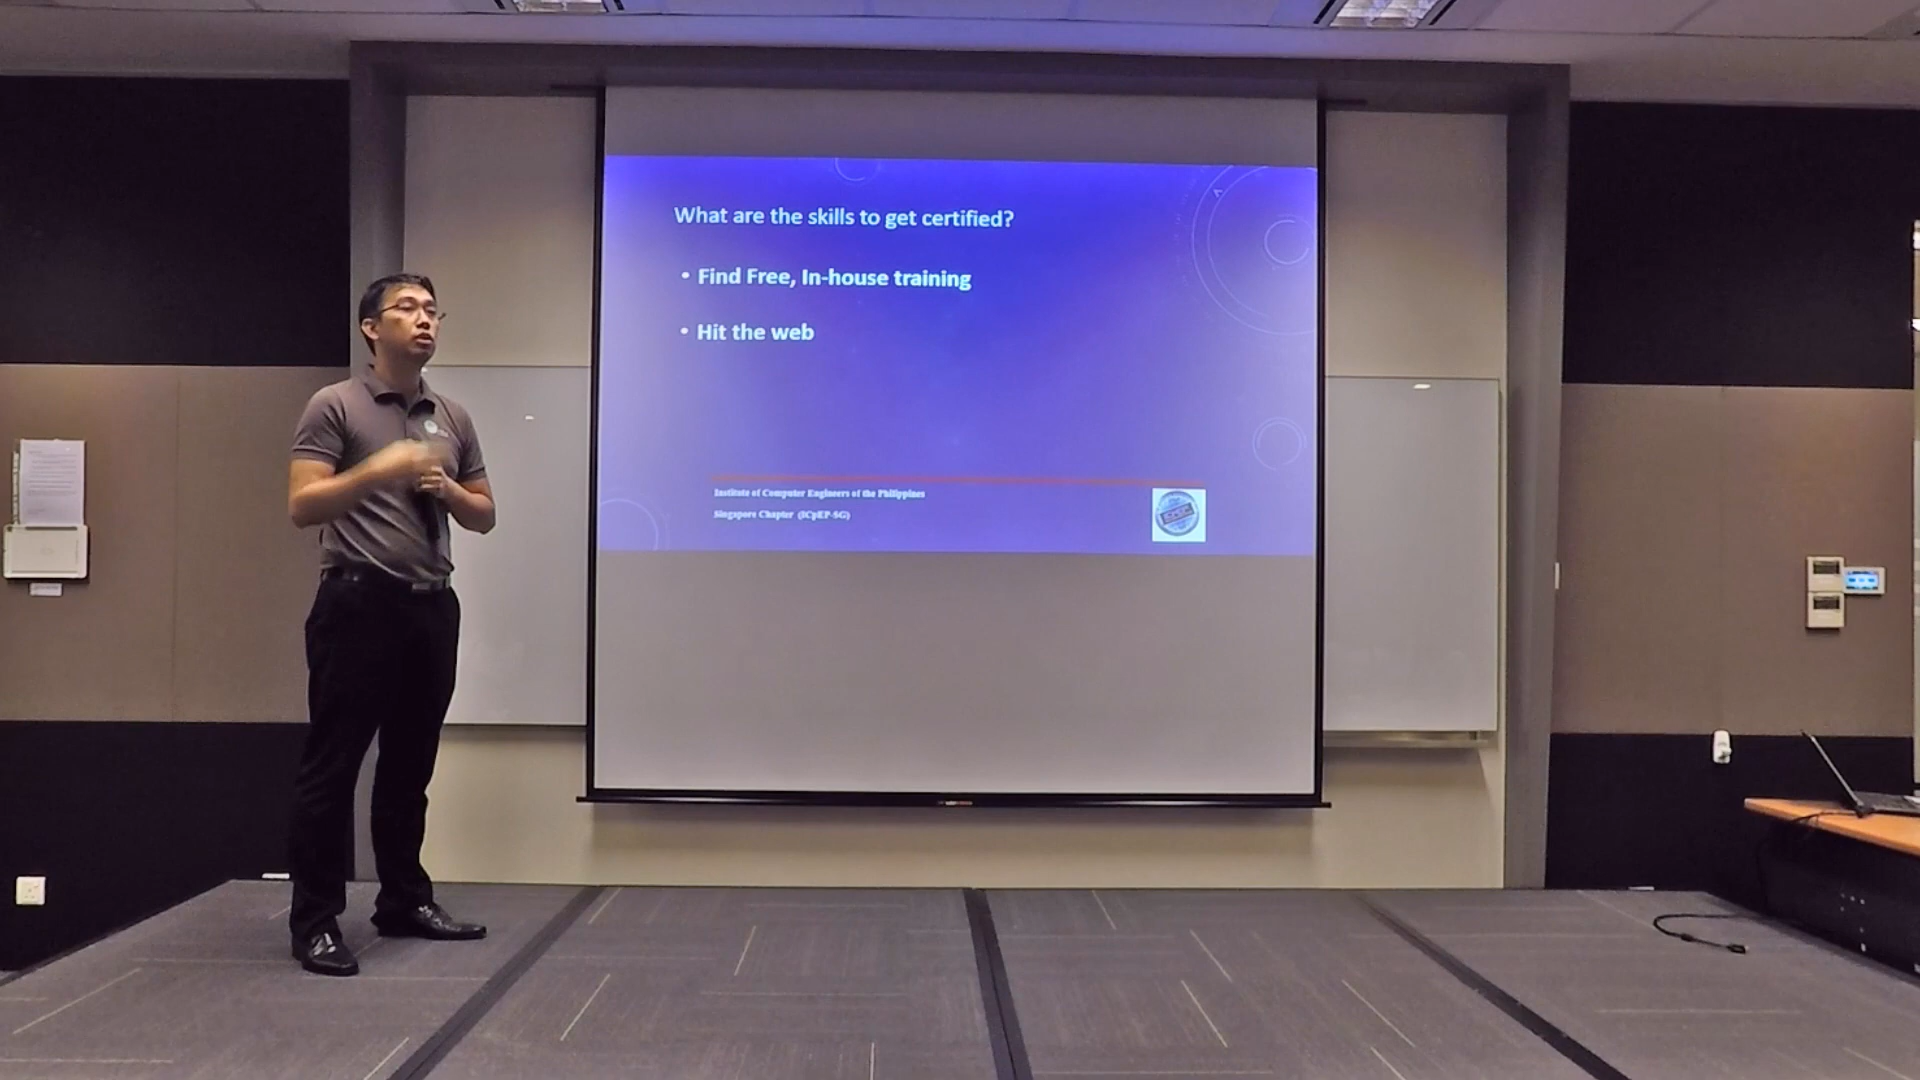 What are the skills to get certified?
• Find Free, In-house training
• Hit the web
Institute of Computer Engineers of the Philippines
Singapore Chapter (ICpEP-SG)